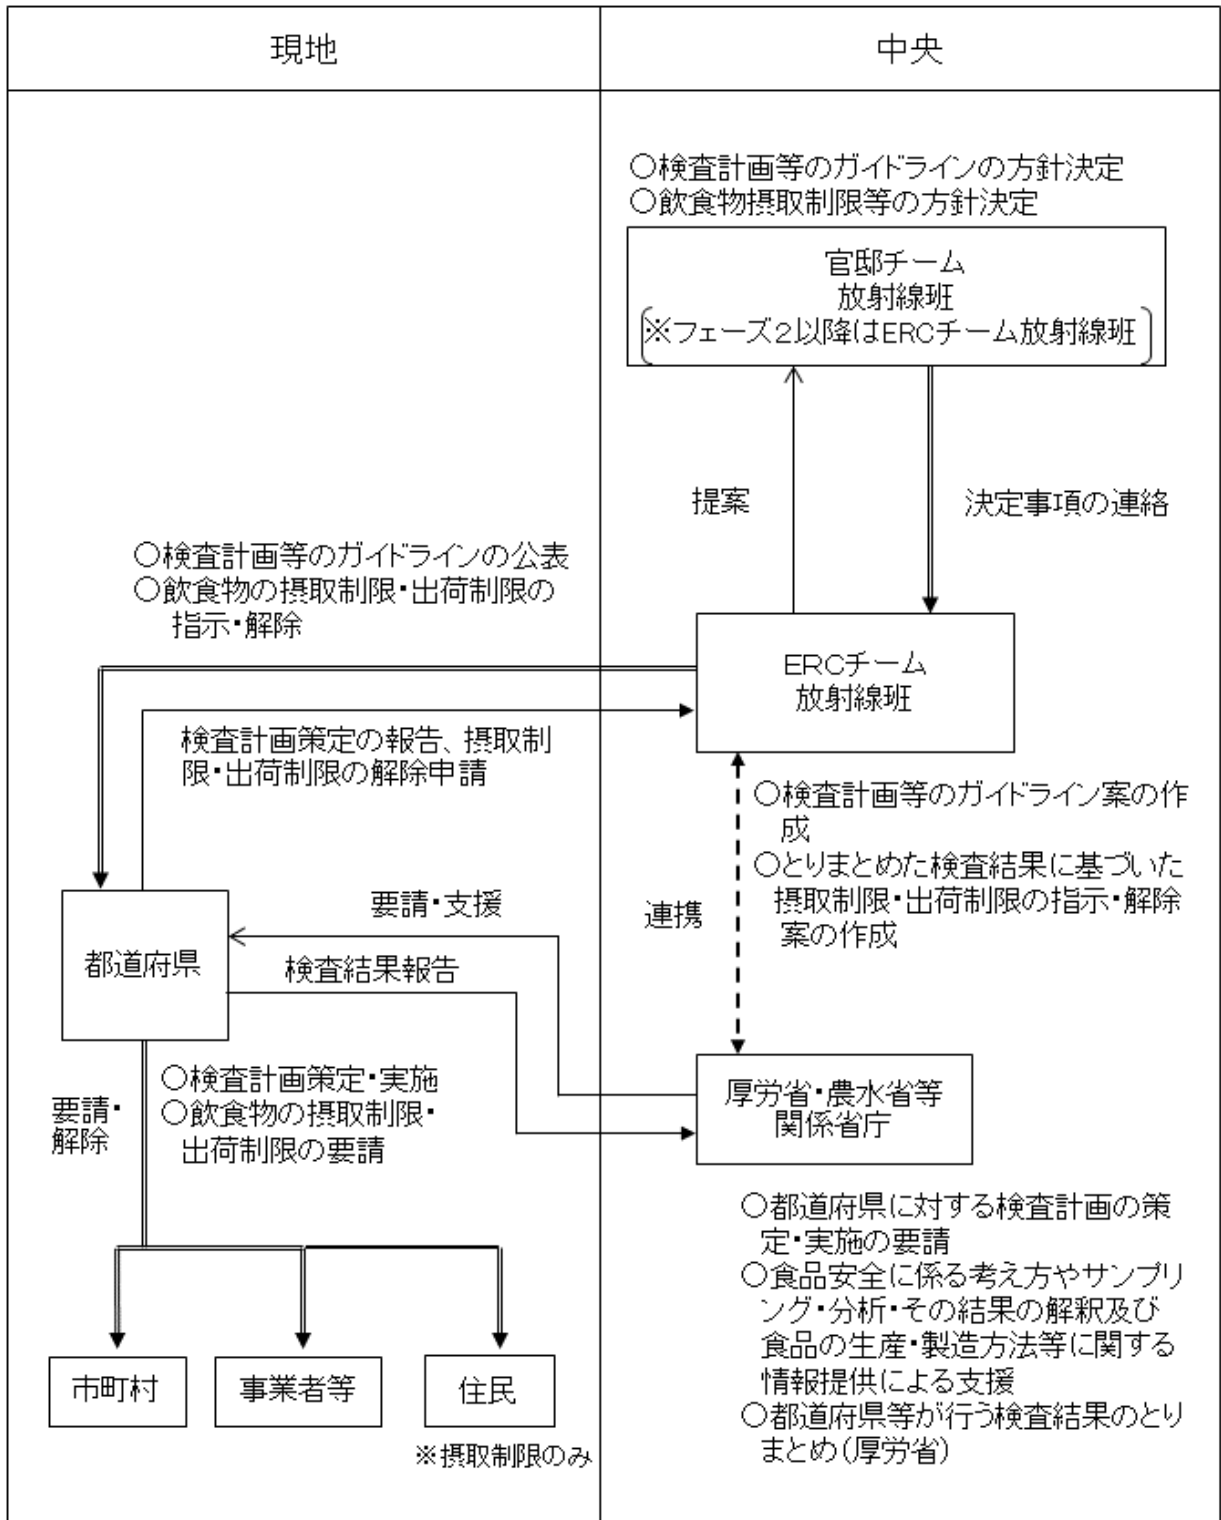 現地
中央
○検査計画等のガイドラインの方針決定
○飲食物摂取制限等の方針決定
官邸チーム
放射線班
※フェーズ2以降はERCチーム放射線班
提案
決定事項の連絡
○検査計画等のガイドラインの公表
○飲食物の摂取制限・出荷制限の
指示・解除
ERCチーム
放射線班
検査計画策定の報告、摂取制
限・出荷制限の解除申請
○検査計画等のガイドライン案の作
成
○とりまとめた検査結果に基づいた
摂取制限・出荷制限の指示・解除
案の作成
連携
要請・支援
都道府県
検査結果報告
○検査計画策定・実施
○飲食物の摂取制限・
出荷制限の要請
要請・
解除
厚労省・農水省等
関係省庁
○都道府県に対する検査計画の策
定・実施の要請
○食品安全に係る考え方やサンプリ
ング・分析・その結果の解釈及び
食品の生産・製造方法等に関する
情報提供による支援
○都道府県等が行う検査結果のとり
まとめ(厚労省)
市町村
事業者等
住民
※摂取制限のみ